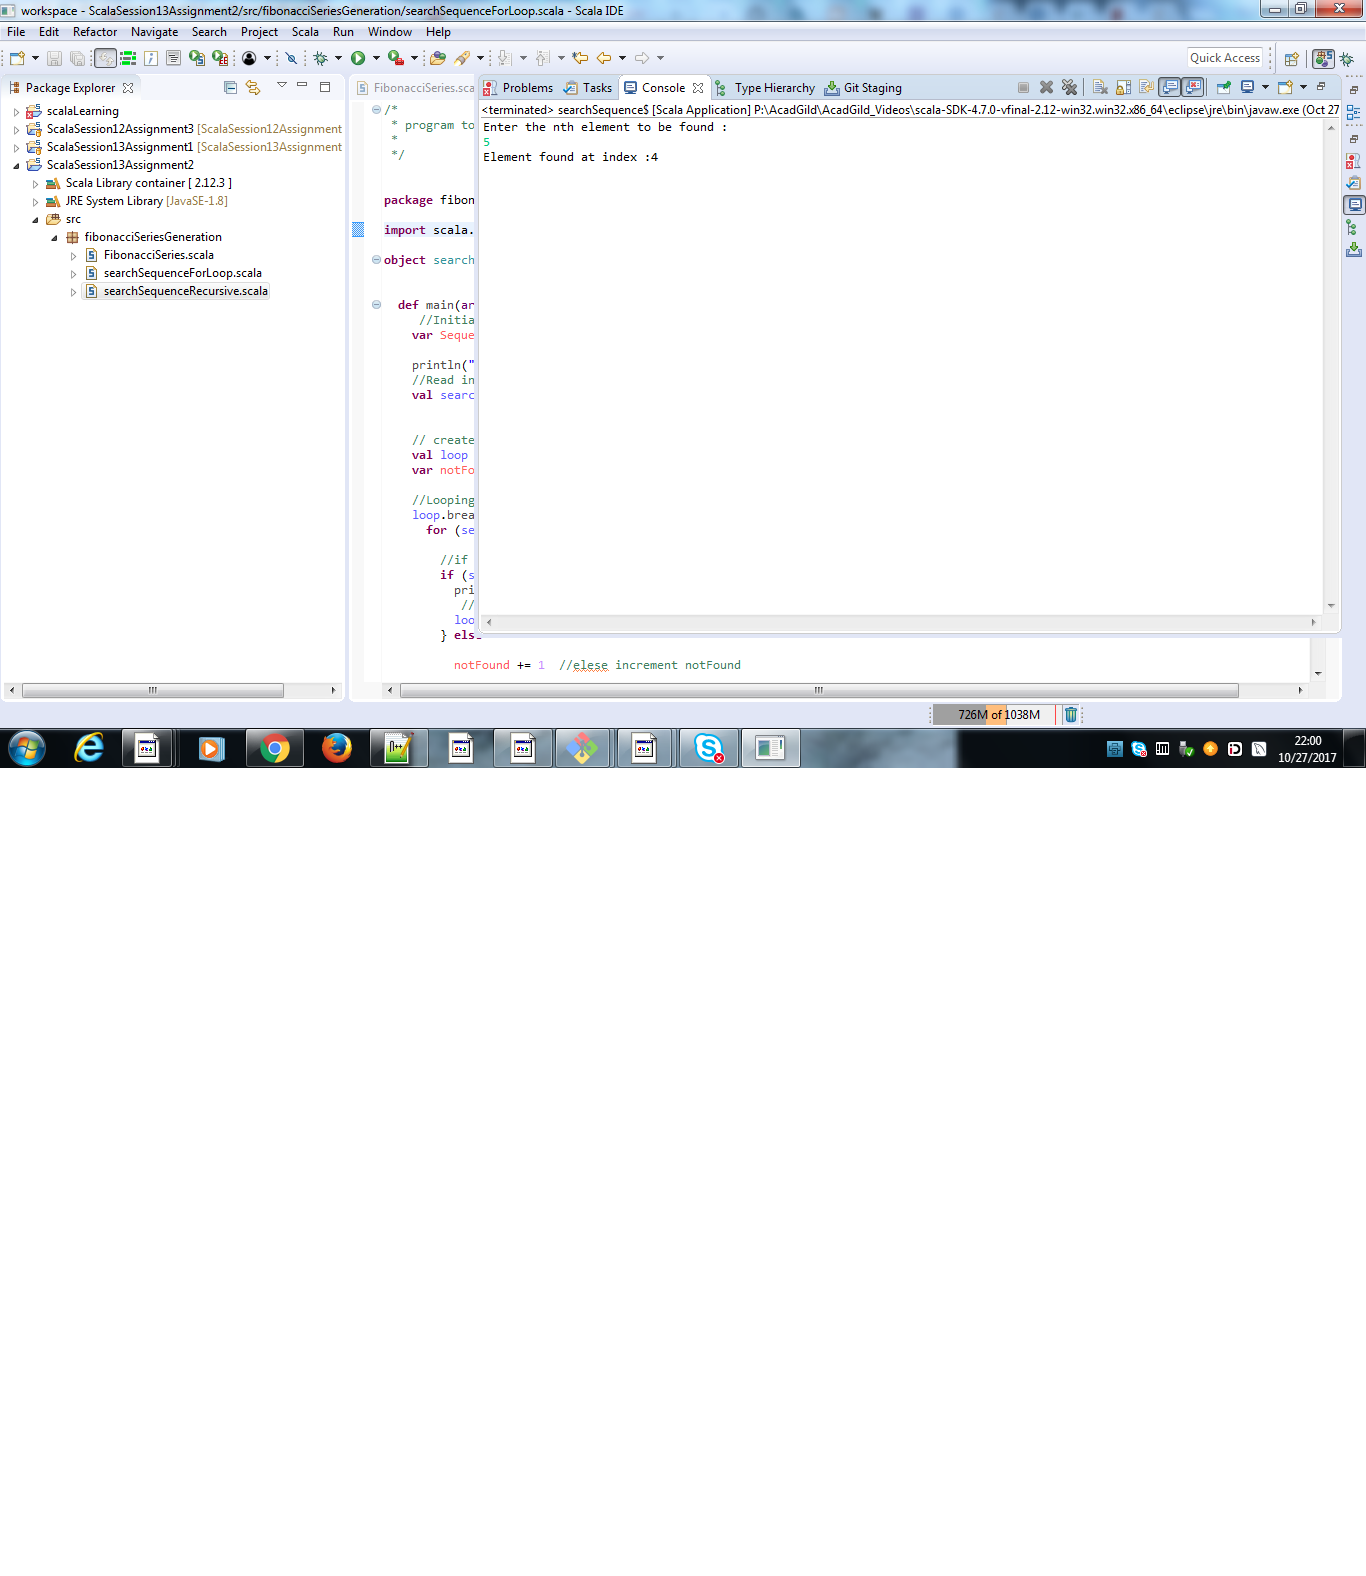 workspace - ScalaSession13Assignment2/src/fibonacciSeriesGeneration/searchSequenceForLoop.scala - Scala IDE
File Edit Refactor Navigate Search Project Scala Run Window Help
Quick Access
Package Explorer
scalaLearning
ScalaSession12Assignment3 [ScalaSession12Assignment
ScalaSession13Assignment1 [ScalaSession13Assignment
ScalaSession13Assignment2
Scala Library container [ 2.12.3 ]
JRE System Library [JavaSE-1.8]
src
fibonacciSeriesGeneration
FibonacciSeries.scala
searchSequenceForLoop.scala
searchSequenceRecursive.scala
FibonacciSeries.sca
/*
* program to
*
*/
package fibon
import scala.
object search
def main(ar
//Initia
var Seque
println("
//Read in
val searc
// create
val loop
var notFo
//Looping
loop.brea
for (se
//if
if (s
pri
//
loo
} else
notFound += 1 //elese increment notFound
Problems Tasks Console Type Hierarchy Git Staging
<terminated> searchSequence$ [Scala Application] P:\AcadGild\AcadGild_Videos\scala-SDK-4.7.0-vfinal-2.12-win32.win32.x86_64\eclipse\jre\bin\javaw.exe (Oct 27
Enter the nth element to be found :
5
Element found at index :4
726M of 1038M
22:00
10/27/2017